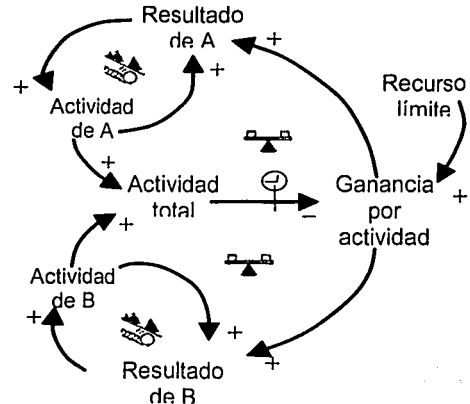 Resultado
de A
+
+
+
Recurso
límite
Actividad
de A
+
Actividad
total
−
Ganancia
por
actividad
+
+
Actividad
de B
+
+
+
Resultado
de B